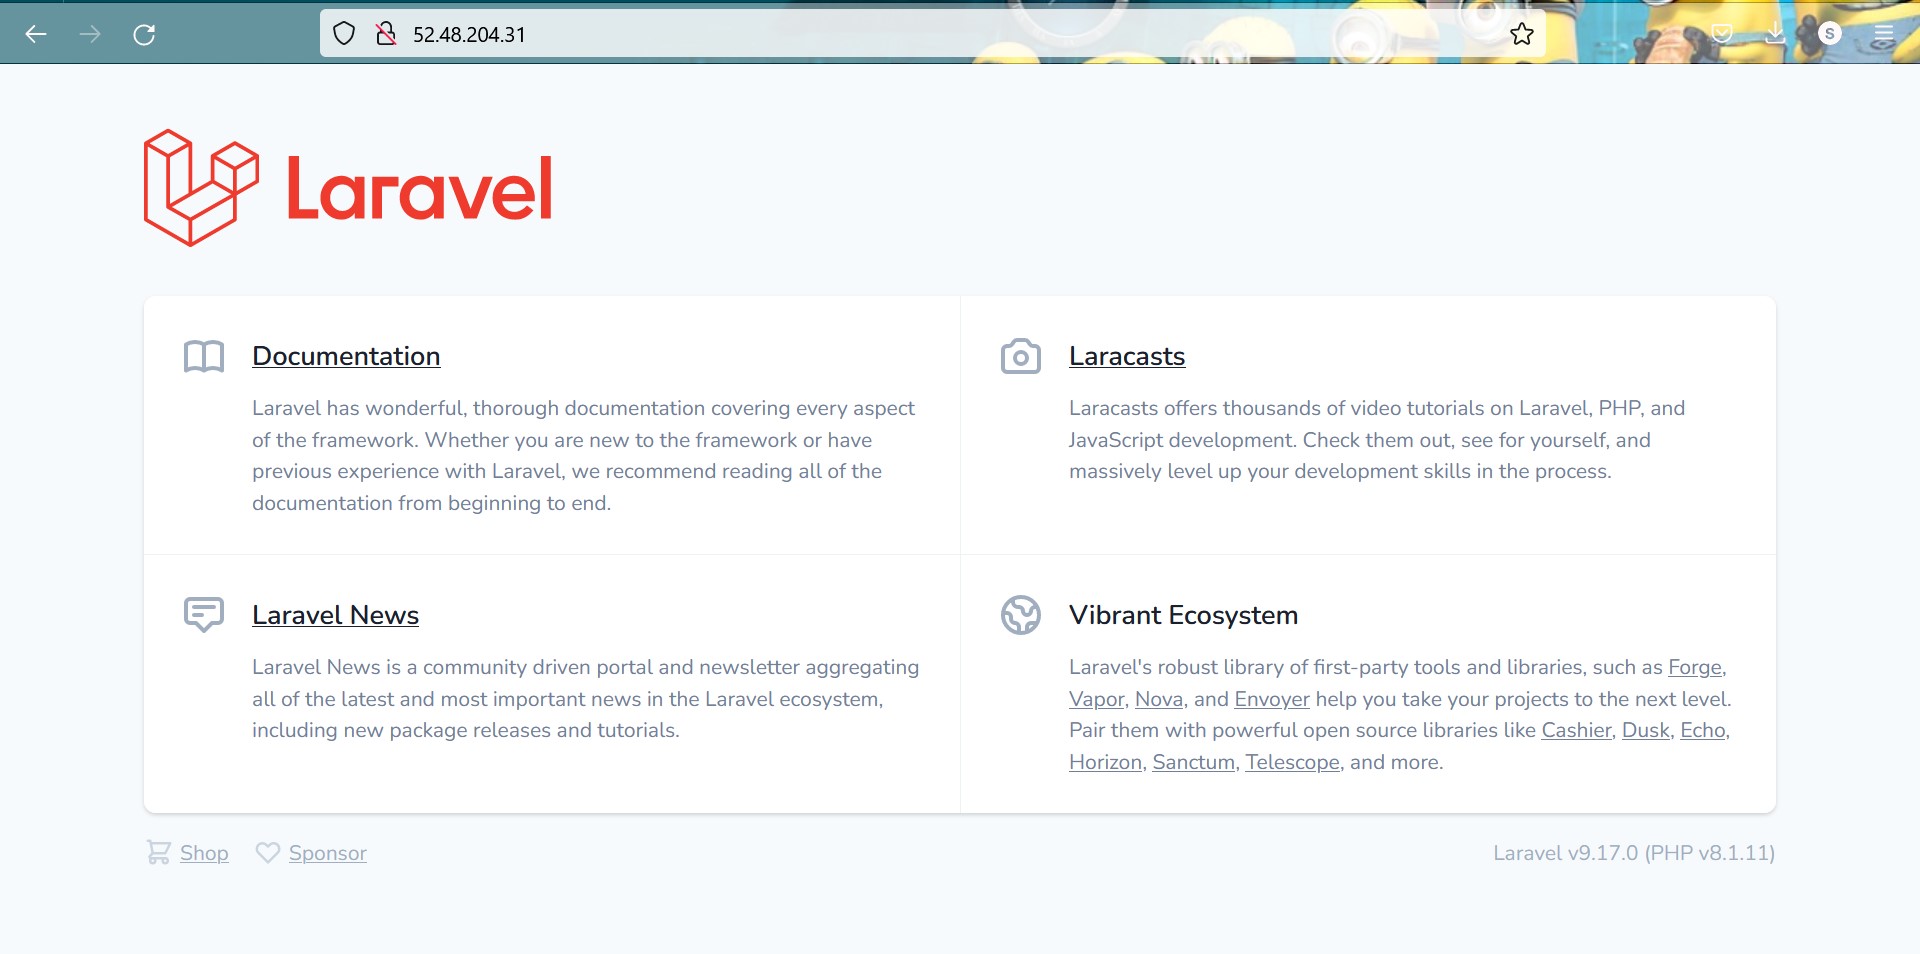 52.48.204.31
S
Laravel
Documentation
Laravel has wonderful, thorough documentation covering every aspect
of the framework. Whether you are new to the framework or have
previous experience with Laravel, we recommend reading all of the
documentation from beginning to end.
Laracasts
Laracasts offers thousands of video tutorials on Laravel, PHP, and
JavaScript development. Check them out, see for yourself, and
massively level up your development skills in the process.
Laravel News
Laravel News is a community driven portal and newsletter aggregating
all of the latest and most important news in the Laravel ecosystem,
including new package releases and tutorials.
Vibrant Ecosystem
Laravel's robust library of first-party tools and libraries, such as Forge,
Vapor, Nova, and Envoyer help you take your projects to the next level.
Pair them with powerful open source libraries like Cashier, Dusk, Echo,
Horizon, Sanctum, Telescope, and more.
Shop Sponsor
Laravel v9.17.0 (PHP v8.1.11)